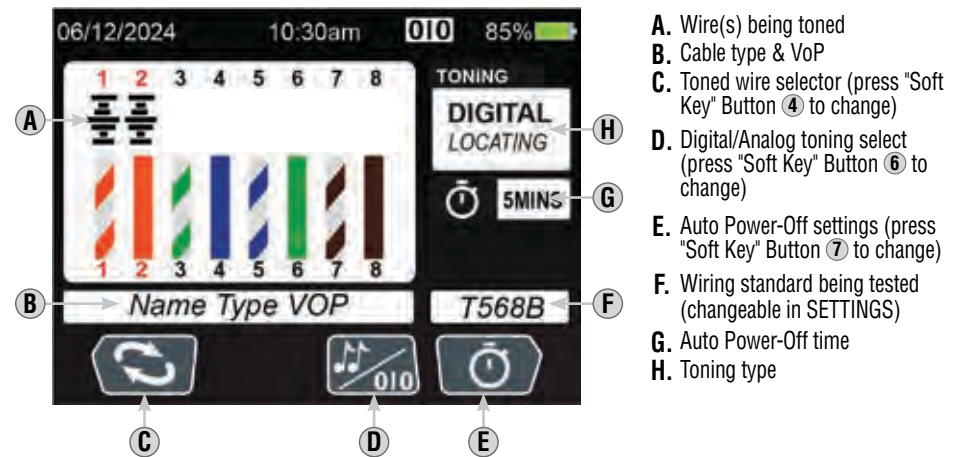 06/12/2024 10:30am 010 85%
1 2 3 4 5 6 7 8
TONING
DIGITAL
LOCATING
5MINS
1 2 3 4 5 6 7 8
Name Type VOP
T568B
010
A
B
C
D
E
F
G
H
A. Wire(s) being toned
B. Cable type & VoP
C. Toned wire selector (press "Soft
Key" Button 4 to change)
D. Digital/Analog toning select
(press "Soft Key" Button 6 to
change)
E. Auto Power-Off settings (press
"Soft Key" Button 7 to change)
F. Wiring standard being tested
(changeable in SETTINGS)
G. Auto Power-Off time
H. Toning type